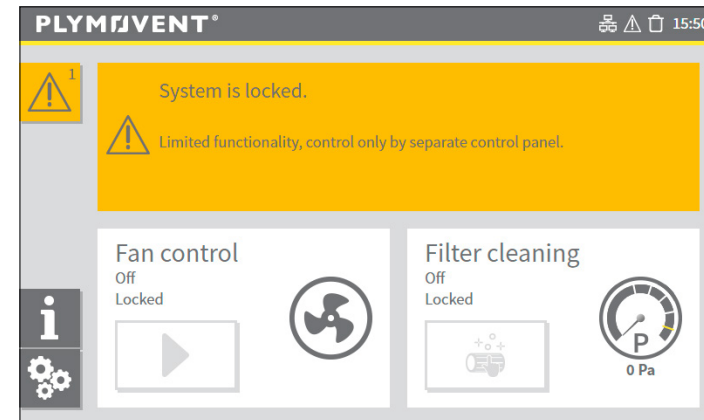 PLYMOVENT®
15:50
1
System is locked.
Limited functionality, control only by separate control panel.
Fan control
Off
Locked
Filter cleaning
Off
Locked
P
0 Pa
i